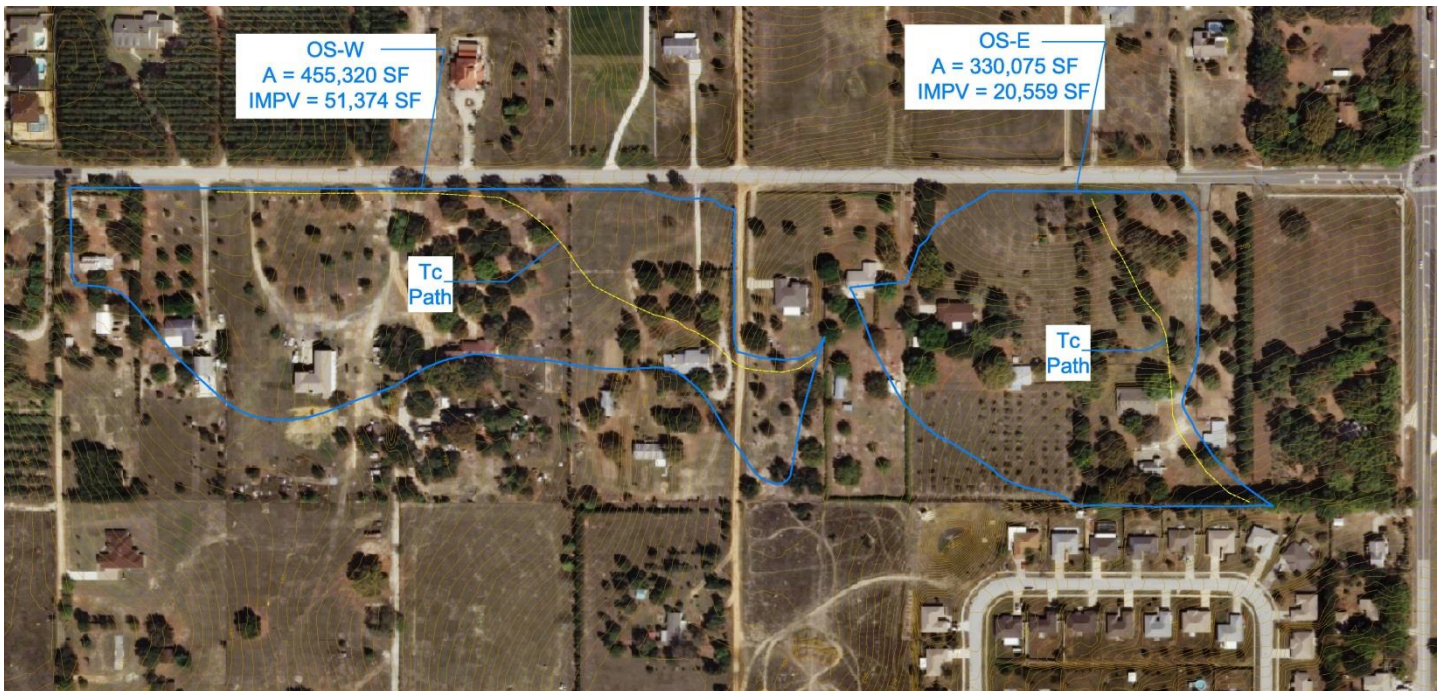 OS-W
A = 455,320 SF
IMPV = 51,374 SF
OS-E
A = 330,075 SF
IMPV = 20,559 SF
Tc
Path
Tc
Path